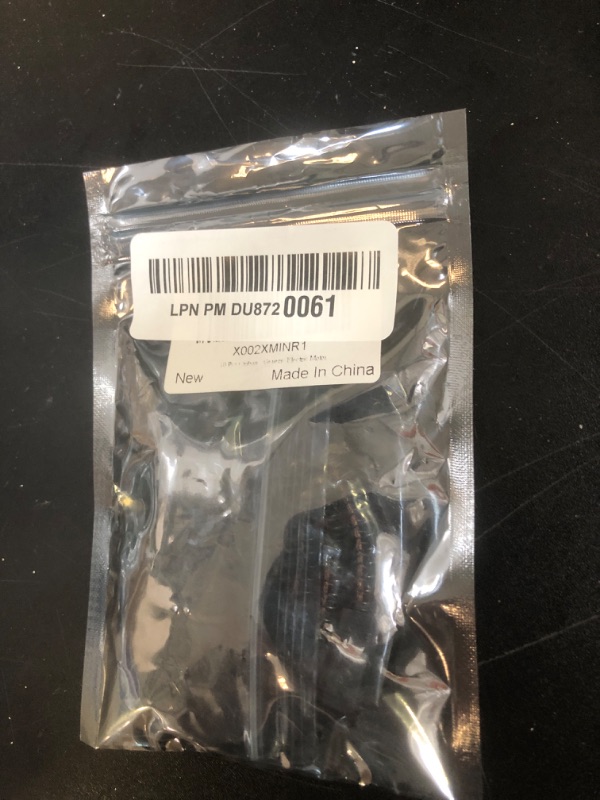 LPN PM DU872 0061
X002XMINR1
New
Made In China